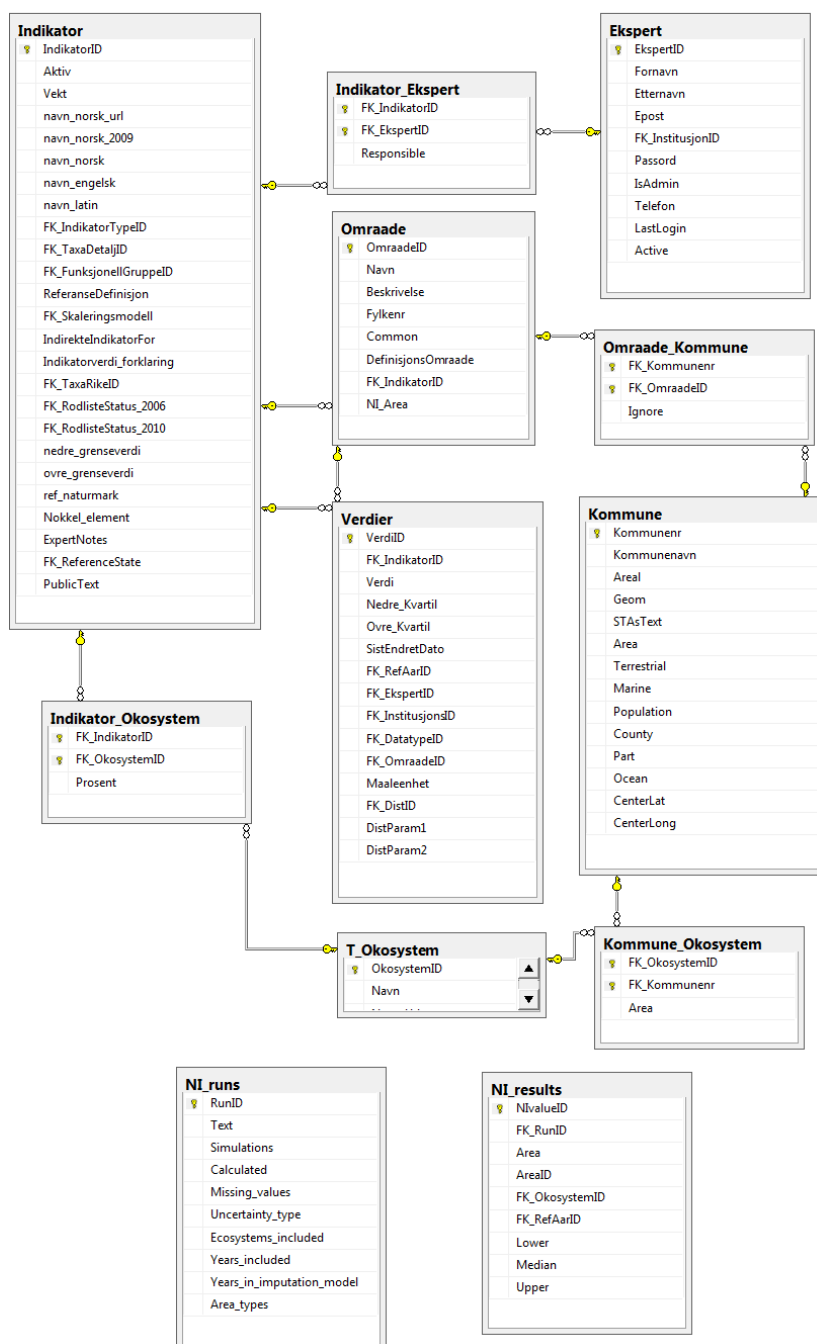 Indikator
IndikatorID
Aktiv
Vekt
navn_norsk_url
navn_norsk_2009
navn_norsk
navn_engelsk
navn_latin
FK_IndikatorTypeID
FK_TaxaDetaljID
FK_FunksjonellGruppeID
ReferanseDefinisjon
FK_Skaleringsmodell
IndirekteIndikatorFor
Indikatorverdi_forklaring
FK_TaxaRikeID
FK_RodlisteStatus_2006
FK_RodlisteStatus_2010
nedre_grenseverdi
ovre_grenseverdi
ref_naturmark
Nokkel_element
ExpertNotes
FK_ReferenceState
PublicText
Indikator_Ekspert
FK_IndikatorID
FK_EkspertID
Responsible
Ekspert
EkspertID
Fornavn
Etternavn
Epost
FK_InstitusjonID
Passord
IsAdmin
Telefon
LastLogin
Active
Omraade
OmraadeID
Navn
Beskrivelse
Fylkenr
Common
DefinisjonsOmraade
FK_IndikatorID
NI_Area
Omraade_Kommune
FK_Kommunenr
FK_OmraadeID
Ignore
Verdier
VerdiID
FK_IndikatorID
Verdi
Nedre_Kvartil
Ovre_Kvartil
SistEndretDato
FK_RefAarID
FK_EkspertID
FK_InstitusjonsID
FK_DatatypeID
FK_OmraadeID
Maaleenhet
FK_DistID
DistParam1
DistParam2
Kommune
Kommunenr
Kommunenavn
Areal
Geom
STAsText
Area
Terrestrial
Marine
Population
County
Part
Ocean
CenterLat
CenterLong
Indikator_Okosystem
FK_IndikatorID
FK_OkosystemID
Prosent
T_Okosystem
OkosystemID
Navn
Kommune_Okosystem
FK_OkosystemID
FK_Kommunenr
Area
NI_runs
RunID
Text
Simulations
Calculated
Missing_values
Uncertainty_type
Ecosystems_included
Years_included
Years_in_imputation_model
Area_types
NI_results
NIvalueID
FK_RunID
Area
AreaID
FK_OkosystemID
FK_RefAarID
Lower
Median
Upper